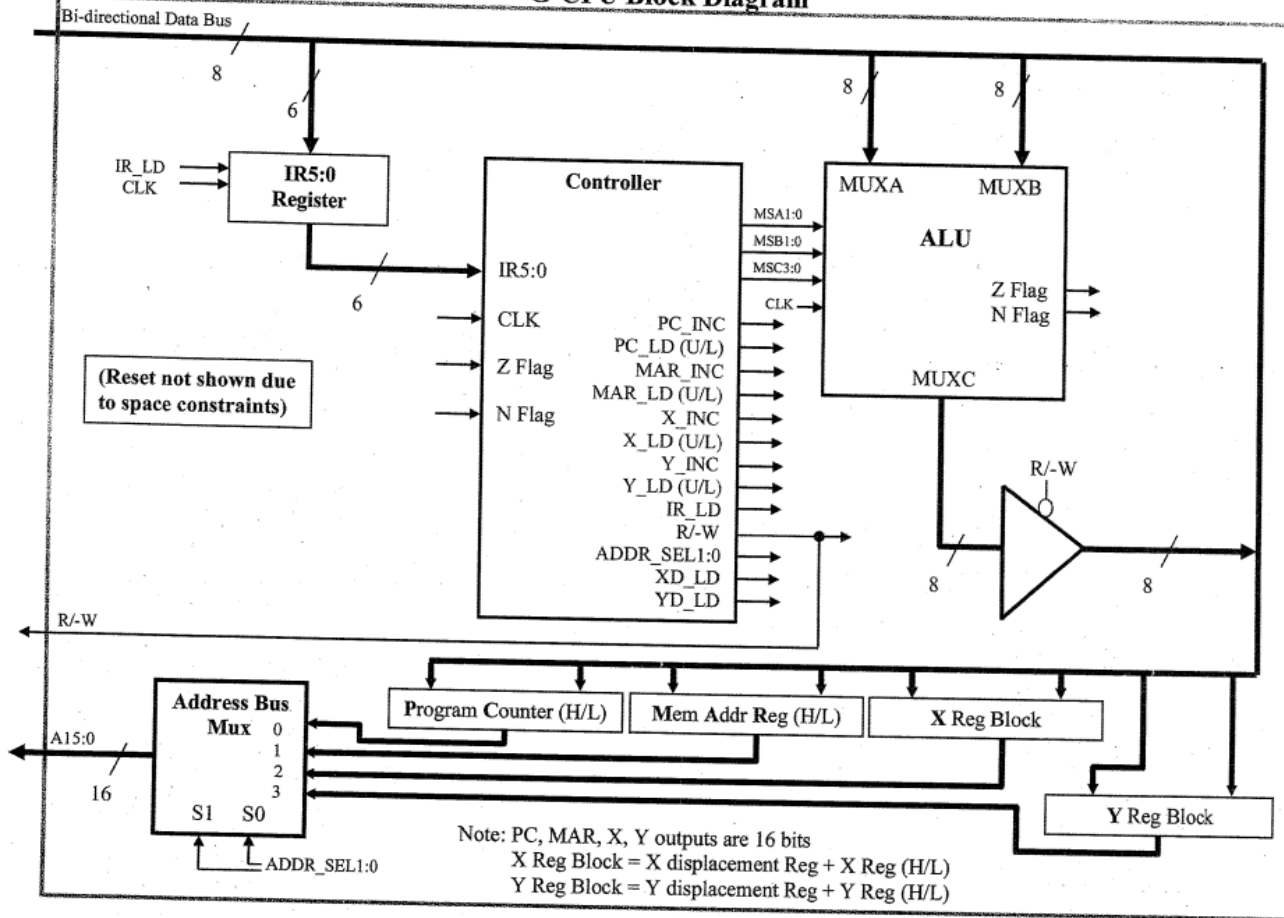 CPU Block Diagram
Bi-directional Data Bus
8
6
8
8
IR_LD
CLK
IR5:0
Register
6
Controller
IR5:0
CLK
Z Flag
N Flag
PC_INC
PC_LD (U/L)
MAR_INC
MAR_LD (U/L)
X_INC
X_LD (U/L)
Y_INC
Y_LD (U/L)
IR_LD
R/-W
ADDR_SEL1:0
XD_LD
YD_LD
MSA1:0
MSB1:0
MSC3:0
CLK
MUXA
MUXB
ALU
Z Flag
N Flag
MUXC
(Reset not shown due
to space constraints)
R/-W
8
8
R/-W
Address Bus
Mux
0
1
2
3
S1 S0
A15:0
16
ADDR_SEL1:0
Program Counter (H/L)
Mem Addr Reg (H/L)
X Reg Block
Y Reg Block
Note: PC, MAR, X, Y outputs are 16 bits
X Reg Block = X displacement Reg + X Reg (H/L)
Y Reg Block = Y displacement Reg + Y Reg (H/L)